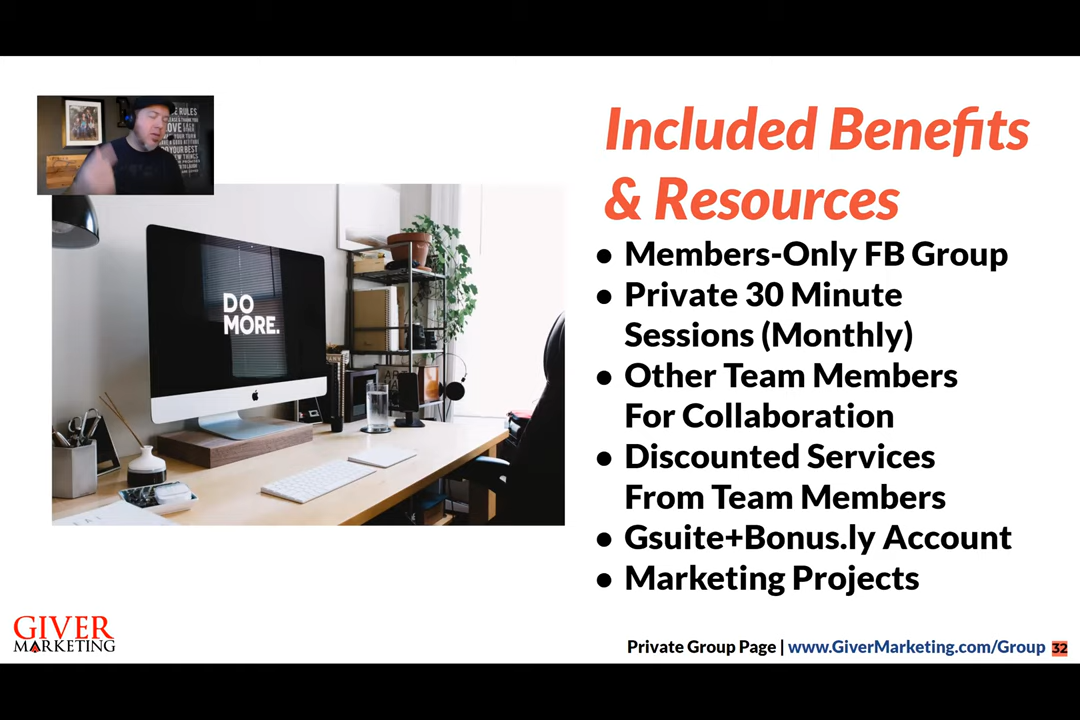 Included Benefits
& Resources
● Members-Only FB Group
● Private 30 Minute
Sessions (Monthly)
● Other Team Members
For Collaboration
● Discounted Services
From Team Members
● Gsuite+Bonus.ly Account
● Marketing Projects
DO
MORE.
GIVER
MARKETING
Private Group Page | www.GiverMarketing.com/Group 32